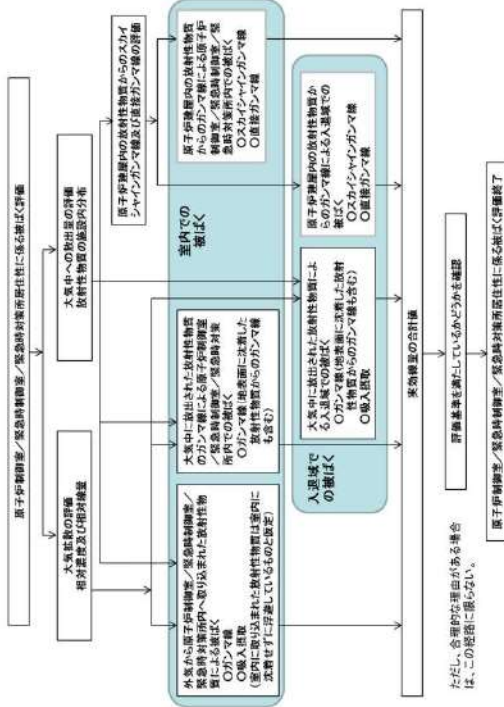 原子炉制御室／緊急時制御室／緊急時対策所居住性に係る被ばく評価
大気拡散の評価
相対濃度及び相対線量
大気中への放出量の評価
放射性物質の施設内分布
原子炉建屋内の放射性物質からのスカイ
シャインガンマ線及び直接ガンマ線の評価
室内での
被ばく
外気から原子炉制御室／緊急時制御室／
緊急時対策所内へ取り込まれた放射性物
質による被ばく
○ガンマ線
○吸入摂取
(室内に取り込まれた放射性物質は室内に
沈着せずに浮遊しているものと仮定)
大気中に放出された放射性物質
のガンマ線による原子炉制御室
／緊急時制御室／緊急時対策
所内での被ばく
○ガンマ線(地表面に沈着した
放射性物質からのガンマ線
も含む)
原子炉建屋内の放射性物質
からのガンマ線による原子炉
制御室／緊急時制御室／緊
急時対策所内での被ばく
○スカイシャインガンマ線
○直接ガンマ線
入退域で
の被ばく
大気中に放出された放射性物質によ
る入退域での被ばく
○ガンマ線(地表面に沈着した放射
性物質からのガンマ線も含む)
○吸入摂取
原子炉建屋内の放射性物質か
らのガンマ線による入退域での
被ばく
○スカイシャインガンマ線
○直接ガンマ線
実効線量の合計値
評価基準を満たしているかどうかを確認
原子炉制御室／緊急時制御室／緊急時対策所居住性に係る被ばく評価終了
ただし、合理的な理由がある場合
は、この経路に限らない。